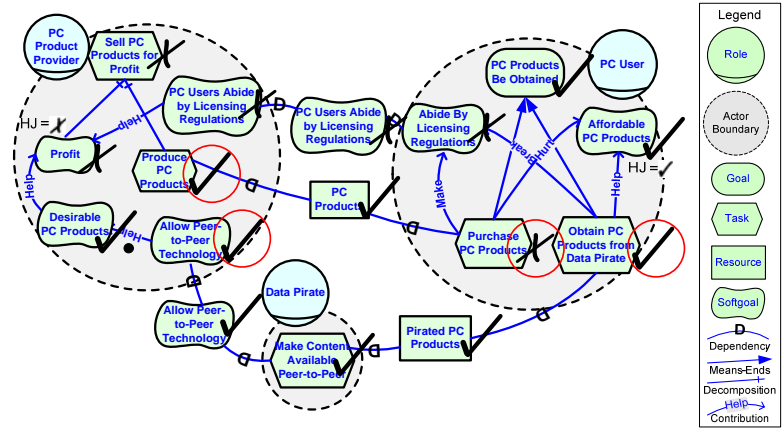 PC
Product
Provider
Sell PC
Products for
Profit
PC Users Abide
by Licensing
Regulations
D
PC Users Abide
by Licensing
Regulations
D
Abide By
Licensing
Regulations
PC Products
Be Obtained
PC User
Affordable
PC Products
HJ =
Profit
Help
Produce
PC
Products
D
PC
Products
D
Help
Desirable
PC Products
Help
Allow Peer-
to-Peer
Technology
Make
Break
Hurt
Help
HJ =
Purchase
PC Products
Obtain PC
Products from
Data Pirate
D
Allow Peer-
to-Peer
Technology
D
Data Pirate
Make Content
Available
Peer-to-Peer
D
Pirated PC
Products
D
Legend
Role
Actor
Boundary
Goal
Task
Resource
Softgoal
D
Dependency
Means-Ends
Decomposition
Help
Contribution